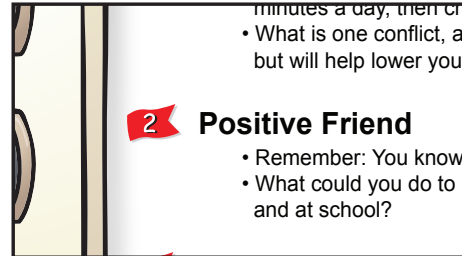 minutes a day, then
• What is one conflict, a
but will help lower you
2 Positive Friend
• Remember: You know
• What could you do to
and at school?